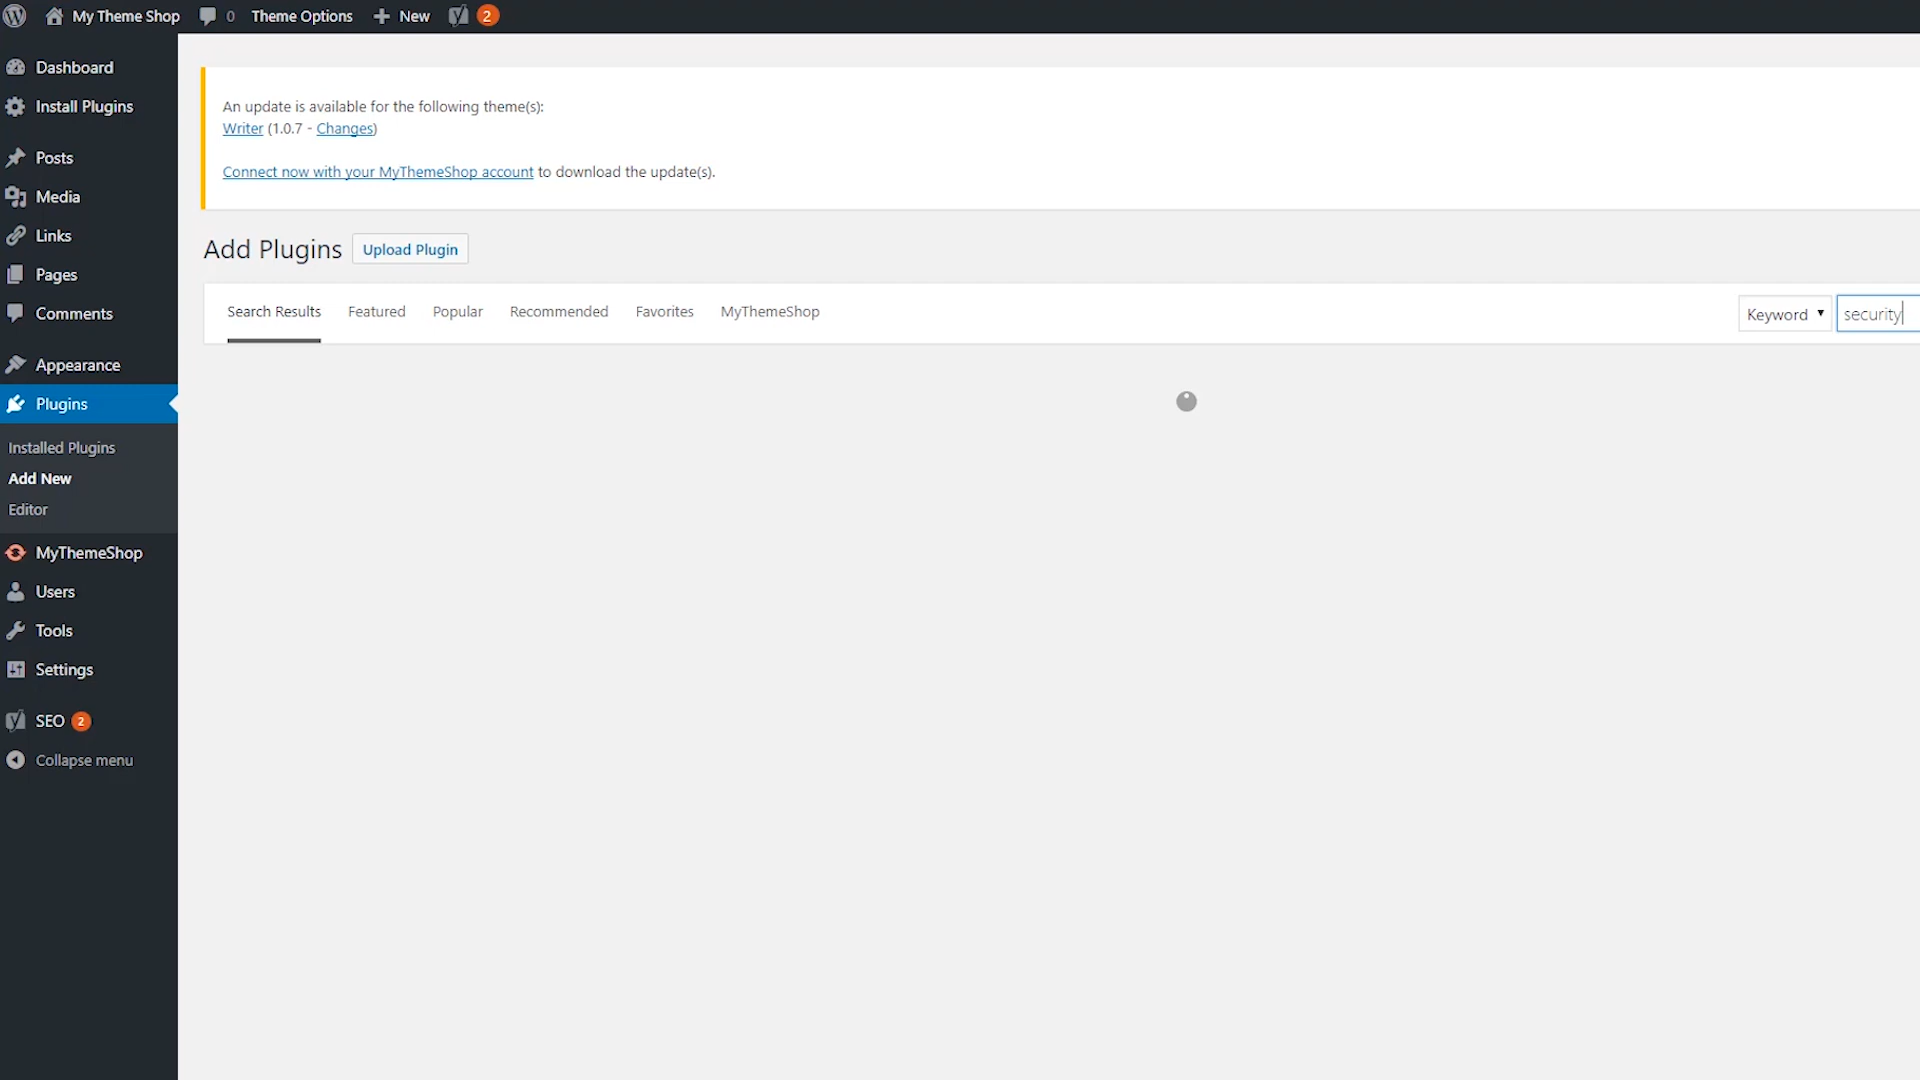 My Theme Shop 0 Theme Options New 2
Dashboard
Install Plugins
Posts
Media
Links
Pages
Comments
Appearance
Plugins
Installed Plugins
Add New
Editor
MyThemeShop
Users
Tools
Settings
SEO 2
Collapse menu
An update is available for the following theme(s):
Writer (1.0.7 - Changes)
Connect now with your MyThemeShop account to download the update(s).
Add Plugins Upload Plugin
Search Results Featured Popular Recommended Favorites MyThemeShop Keyword security